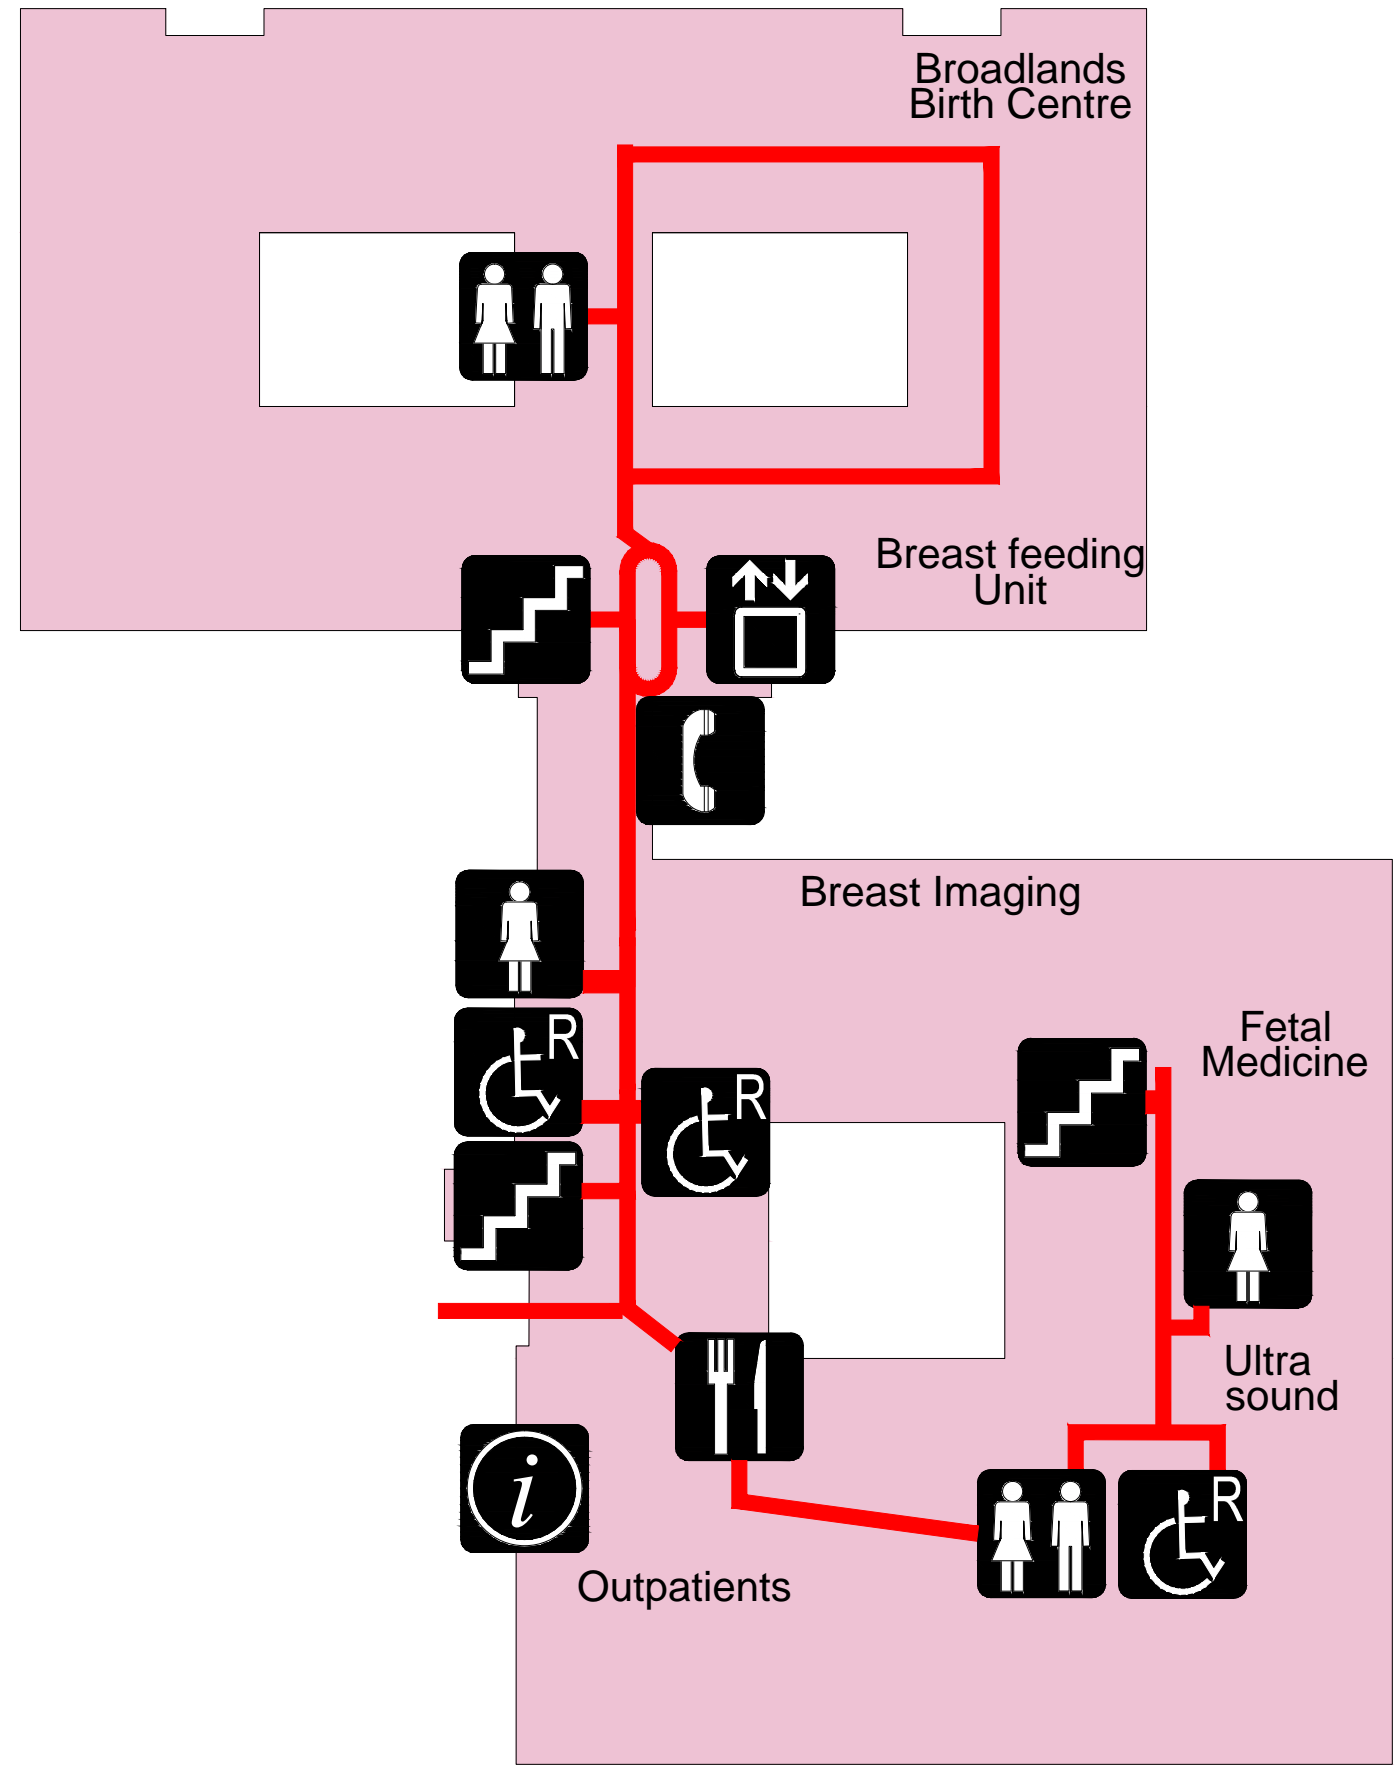 Broadlands
Birth Centre
Breast feeding
Unit
Breast Imaging
R
R
Fetal
Medicine
Ultra
sound
i
R
Outpatients